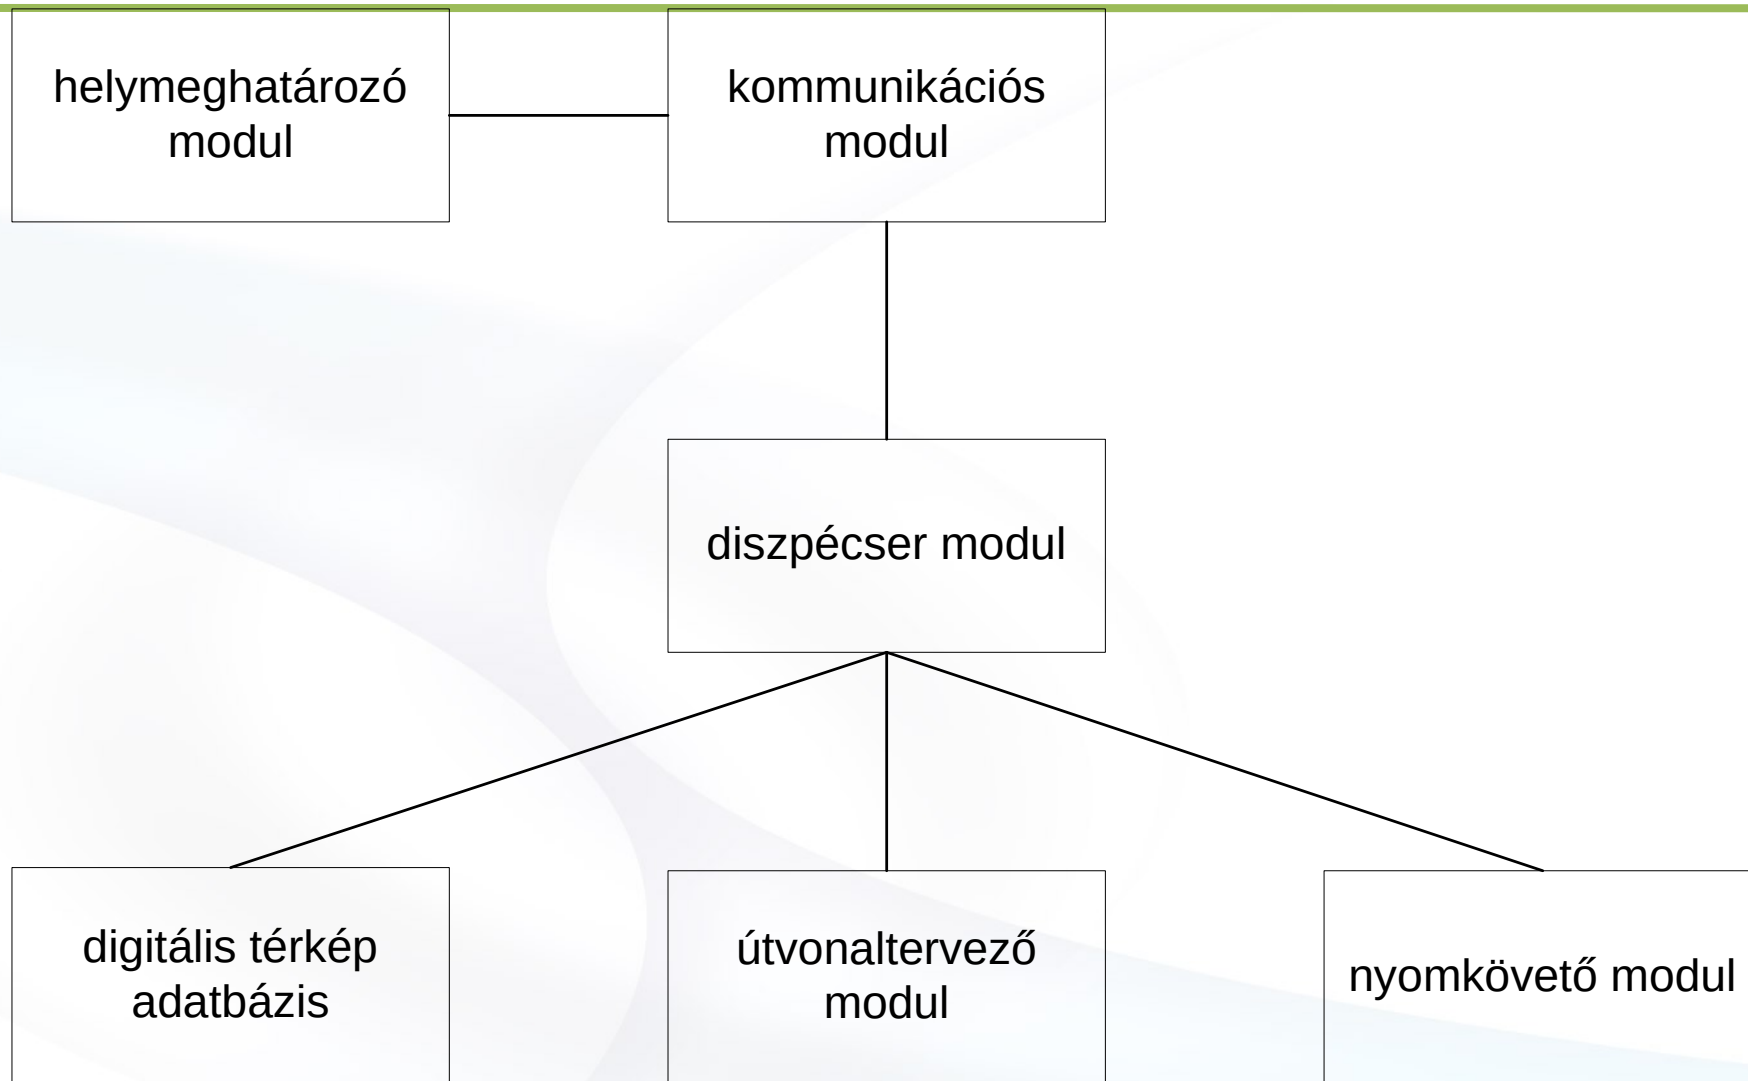 helymeghatározó
modul
kommunikációs
modul
diszpécser modul
digitális térkép
adatbázis
útvonaltervező
modul
nyomkövető modul